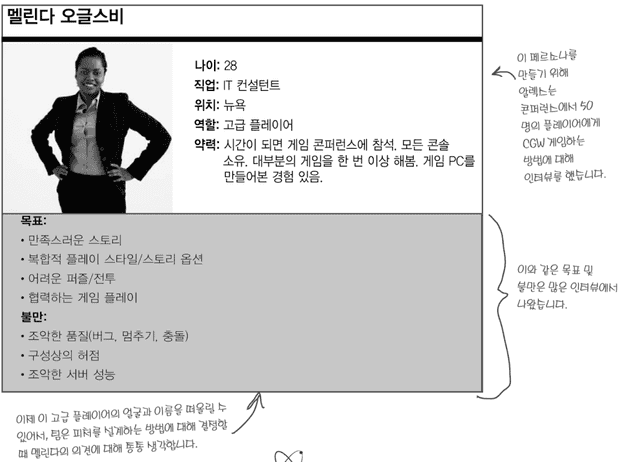 멜린다 오글스비
나이: 28
직업: IT 컨설턴트
위치: 뉴욕
역할: 고급 플레이어
약력: 시간이 되면 게임 콘퍼런스에 참석. 모든 콘솔
소유. 대부분의 게임을 한 번 이상 해봄. 게임 PC를
만들어본 경험 있음.
이 페르소나를
만들기 위해
알렉스는
콘퍼런스에서 50
명의 플레이어에게
CGW 게임하는
방법에 대해
인터뷰를 했습니다.
목표:
• 만족스러운 스토리
• 복합적 플레이 스타일/스토리 옵션
• 어려운 퍼즐/전투
• 협력하는 게임 플레이
불만:
• 조악한 품질(버그, 멈추기, 충돌)
• 구성상의 허점
• 조악한 서버 성능
이와 같은 목표 및
불만은 많은 인터뷰에서
나왔습니다.
이제 이 고급 플레이어의 얼굴과 이름을 떠올릴 수
있어서, 팀은 피처를 설계하는 방법에 대해 결정할
때 멜린다의 의견에 대해 통통 생각합니다.